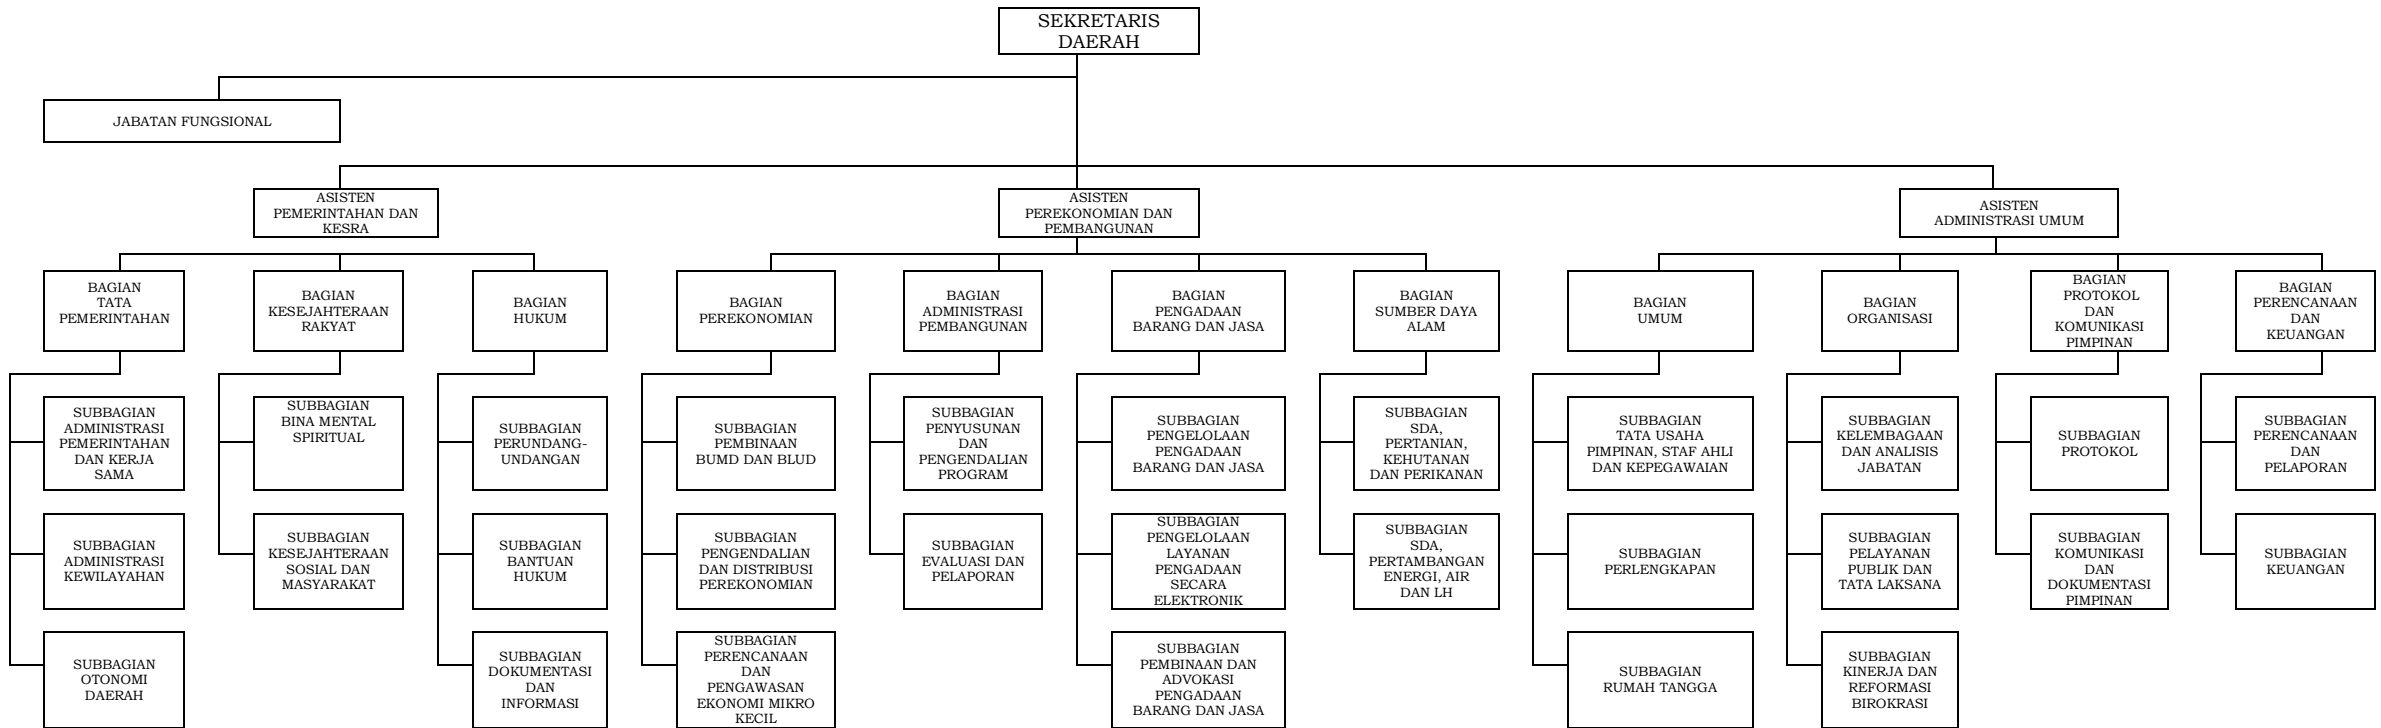 SEKRETARIS
DAERAH
JABATAN FUNGSIONAL
ASISTEN
PEMERINTAHAN DAN
KESRA
ASISTEN
PEREKONOMIAN DAN
PEMBANGUNAN
ASISTEN
ADMINISTRASI UMUM
BAGIAN
TATA
PEMERINTAHAN
BAGIAN
KESEJAHTERAAN
RAKYAT
BAGIAN
HUKUM
BAGIAN
PEREKONOMIAN
BAGIAN
ADMINISTRASI
PEMBANGUNAN
BAGIAN
PENGADAAN
BARANG DAN JASA
BAGIAN
SUMBER DAYA
ALAM
BAGIAN
UMUM
BAGIAN
ORGANISASI
BAGIAN
PROTOKOL
DAN
KOMUNIKASI
PIMPINAN
BAGIAN
PERENCANAAN
DAN
KEUANGAN
SUBBAGIAN
ADMINISTRASI
PEMERINTAHAN
DAN KERJA
SAMA
SUBBAGIAN
BINA MENTAL
SPIRITUAL
SUBBAGIAN
PERUNDANG-
UNDANGAN
SUBBAGIAN
PEMBINAAN
BUMD DAN BLUD
SUBBAGIAN
PENYUSUNAN
DAN
PENGENDALIAN
PROGRAM
SUBBAGIAN
PENGELOLAAN
PENGADAAN
BARANG DAN JASA
SUBBAGIAN
SDA,
PERTANIAN,
KEHUTANAN
DAN PERIKANAN
SUBBAGIAN
TATA USAHA
PIMPINAN, STAF AHLI
DAN KEPEGAWAIAN
SUBBAGIAN
KELEMBAGAAN
DAN ANALISIS
JABATAN
SUBBAGIAN
PROTOKOL
SUBBAGIAN
PERENCANAAN
DAN
PELAPORAN
SUBBAGIAN
ADMINISTRASI
KEWILAYAHAN
SUBBAGIAN
KESEJAHTERAAN
SOSIAL DAN
MASYARAKAT
SUBBAGIAN
BANTUAN
HUKUM
SUBBAGIAN
PENGENDALIAN
DAN DISTRIBUSI
PEREKONOMIAN
SUBBAGIAN
EVALUASI DAN
PELAPORAN
SUBBAGIAN
PENGELOLAAN
LAYANAN
PENGADAAN
SECARA
ELEKTRONIK
SUBBAGIAN
SDA,
PERTAMBANGAN
ENERGI, AIR
DAN LH
SUBBAGIAN
PERLENGKAPAN
SUBBAGIAN
PELAYANAN
PUBLIK DAN
TATA LAKSANA
SUBBAGIAN
KOMUNIKASI
DAN
DOKUMENTASI
PIMPINAN
SUBBAGIAN
KEUANGAN
SUBBAGIAN
OTONOMI
DAERAH
SUBBAGIAN
DOKUMENTASI
DAN
INFORMASI
SUBBAGIAN
PERENCANAAN
DAN
PENGAWASAN
EKONOMI MIKRO
KECIL
SUBBAGIAN
PEMBINAAN DAN
ADVOKASI
PENGADAAN
BARANG DAN JASA
SUBBAGIAN
RUMAH TANGGA
SUBBAGIAN
KINERJA DAN
REFORMASI
BIROKRASI